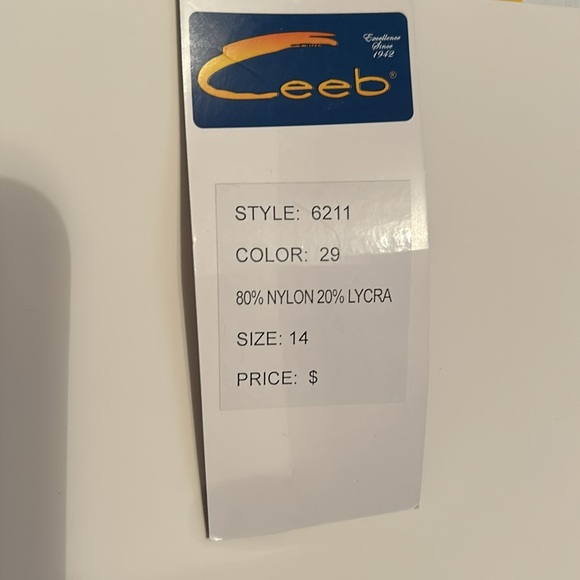 Excellence
Since
1942
Ceeb®
STYLE: 6211
COLOR: 29
80% NYLON 20% LYCRA
SIZE: 14
PRICE: $